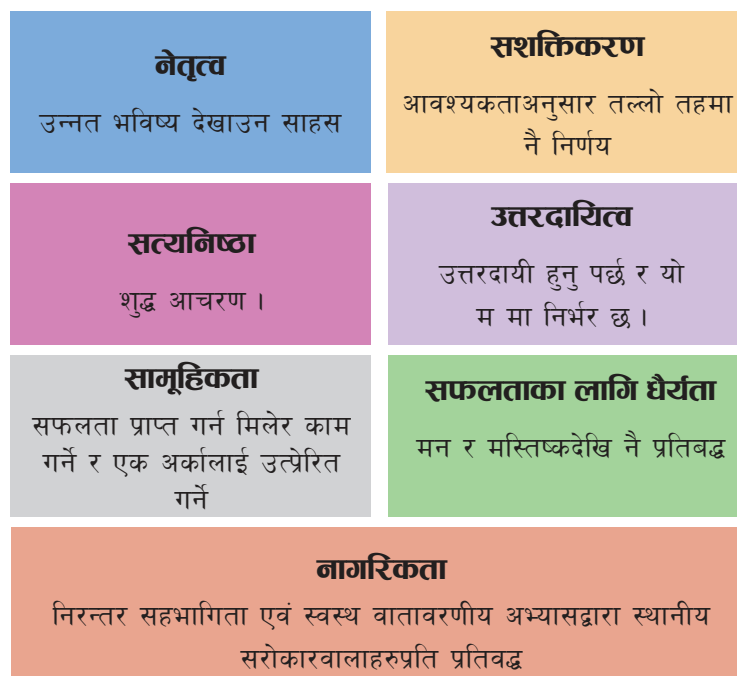 नेतृत्व
उन्नत भविष्य देखाउन साहस
सशक्तिकरण
आवश्यकताअनुसार तल्लो तहमा
नै निर्णय
सत्यनिष्ठा
शुद्ध आचरण ।
उत्तरदायित्व
उत्तरदायी हुनु पर्छ र यो
म मा निर्भर छ ।
सामूहिकता
सफलता प्राप्त गर्न मिलेर काम
गर्ने र एक अर्कालाई उत्प्रेरित
गर्ने
सफलताका लागि धैर्यता
मन र मस्तिष्कदेखि नै प्रतिबद्ध
नागरिकता
निरन्तर सहभागिता एवं स्वस्थ वातावरणीय अभ्यासद्वारा स्थानीय
सरोकारवालाहरुप्रति प्रतिवद्ध